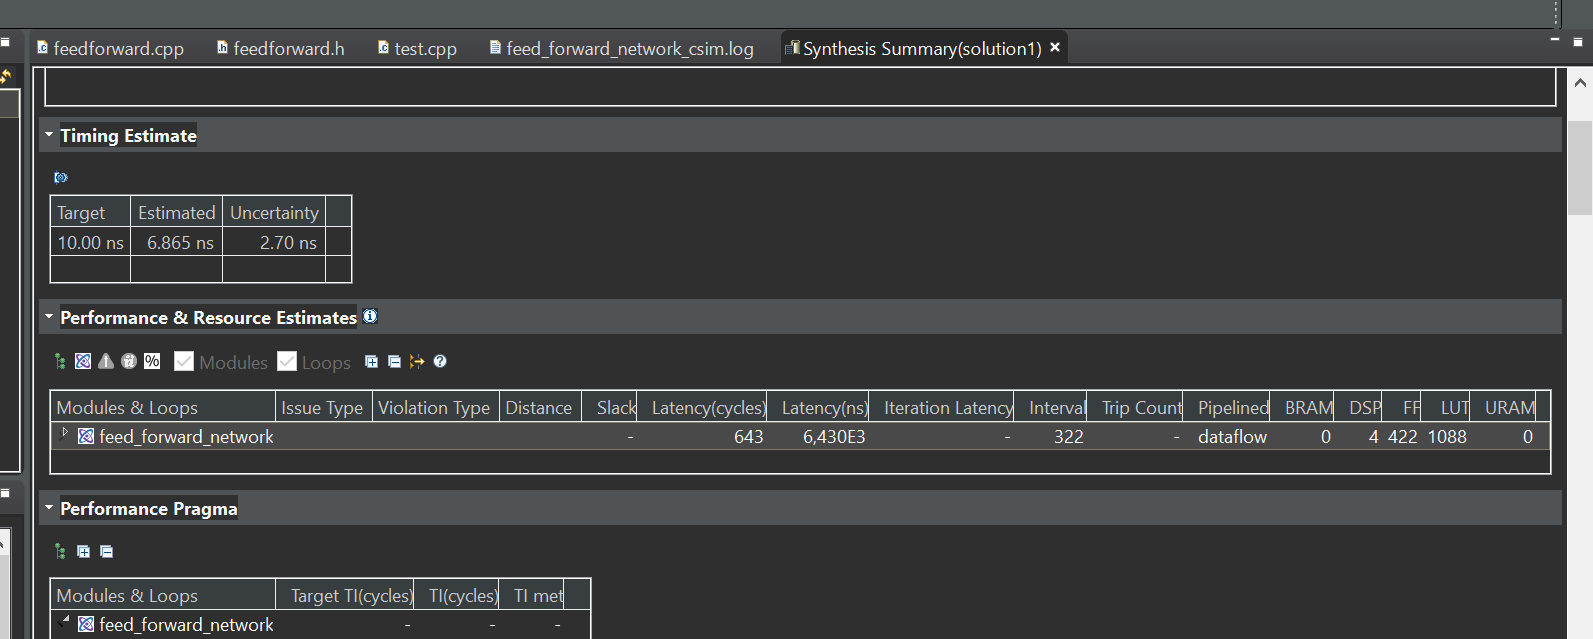 feedforward.cpp feedforward.h test.cpp feed_forward_network_csim.log Synthesis Summary(solution1)
Timing Estimate
Target Estimated Uncertainty
10.00 ns 6.865 ns 2.70 ns
Performance & Resource Estimates
% Modules Loops
Modules & Loops Issue Type Violation Type Distance Slack Latency(cycles) Latency(ns) Iteration Latency Interval Trip Count Pipelined BRAM DSP FF LUT URAM
feed_forward_network - 643 6,430E3 - 322 - dataflow 0 4 422 1088 0
Performance Pragma
Modules & Loops Target TI(cycles) TI(cycles) TI met
feed_forward_network - - -